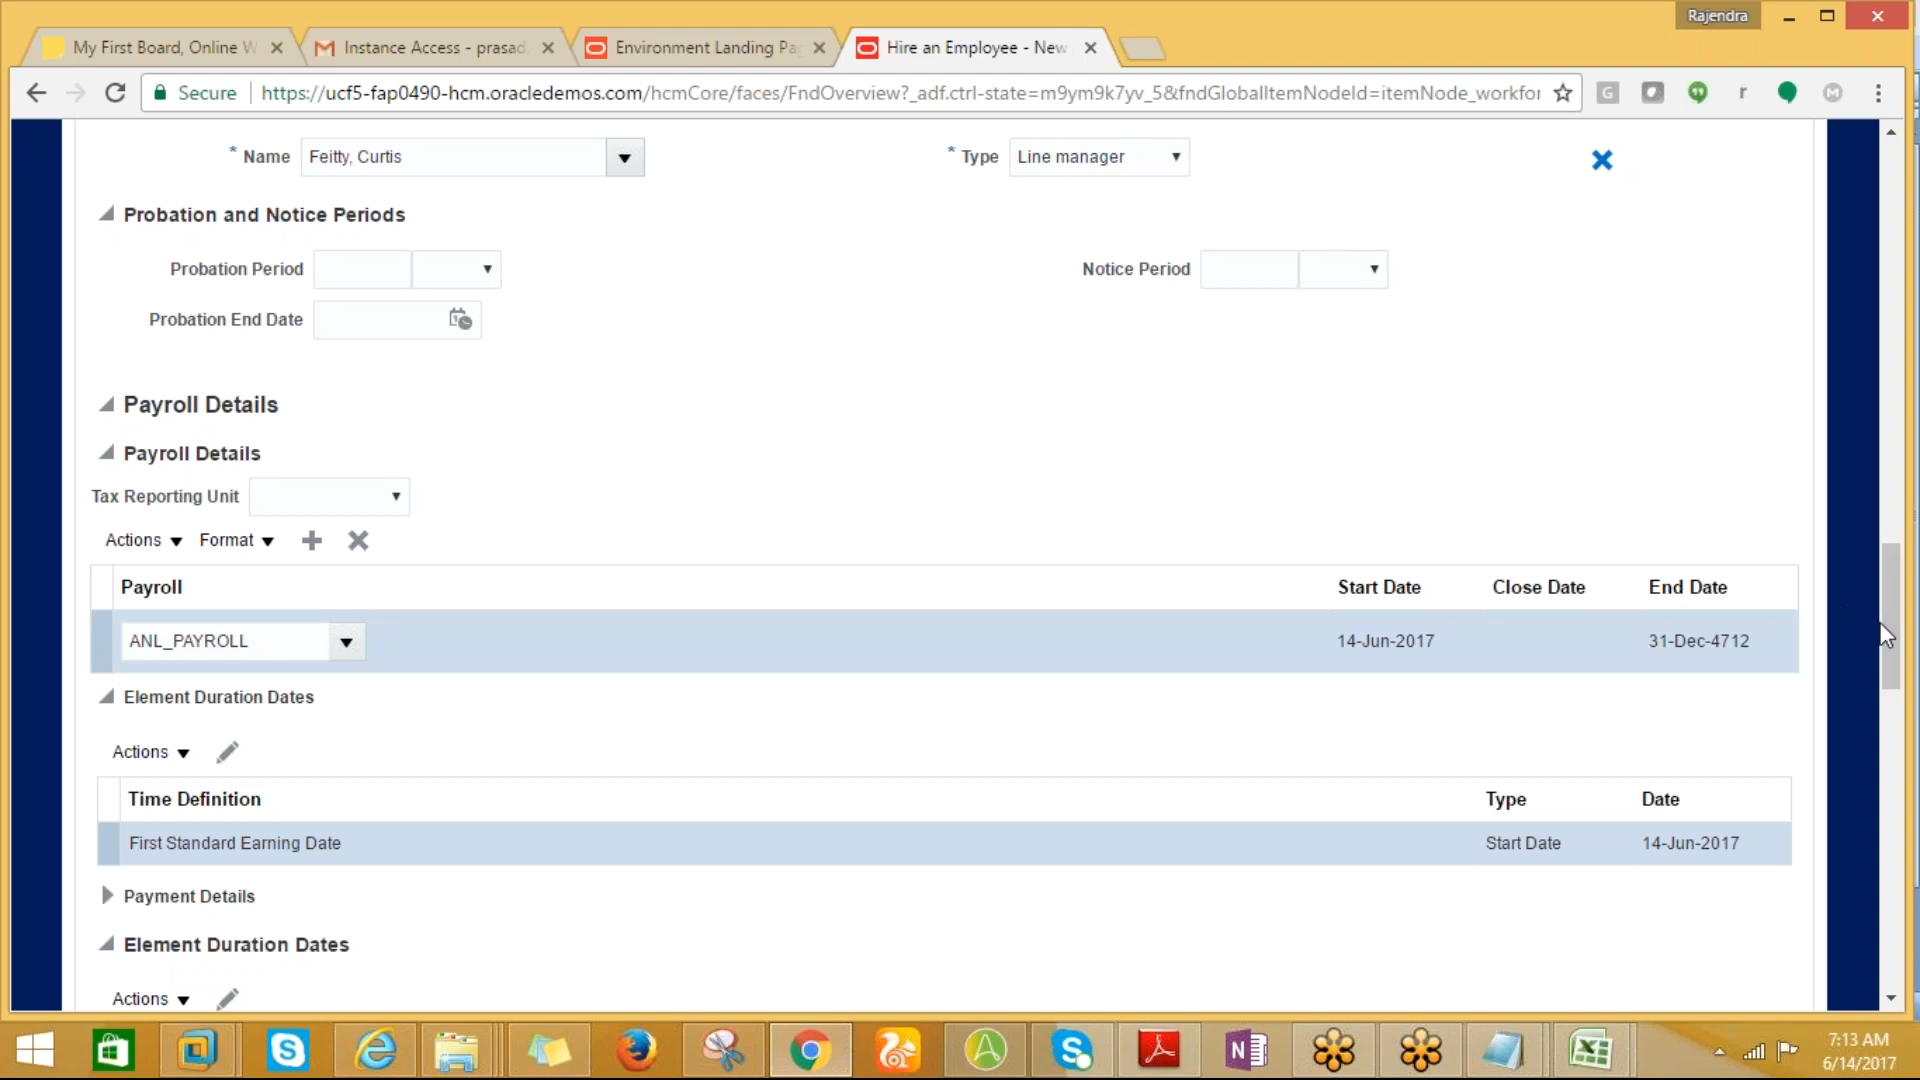 Rajendra
My First Board, Online W
Instance Access - prasad
Environment Landing Pa
Hire an Employee - New
Secure https://ucf5-fap0490-hcm.oracledemos.com/hcmCore/faces/FndOverview?_adf.ctrl-state=m9ym9k7yv_5&fndGlobalItemNodeId=itemNode_workfor
* Name Feitty, Curtis * Type Line manager
Probation and Notice Periods
Probation Period Notice Period
Probation End Date
Payroll Details
Payroll Details
Tax Reporting Unit
Actions Format
Payroll Start Date Close Date End Date
ANL_PAYROLL 14-Jun-2017 31-Dec-4712
Element Duration Dates
Actions
Time Definition Type Date
First Standard Earning Date Start Date 14-Jun-2017
Payment Details
Element Duration Dates
Actions
7:13 AM
6/14/2017